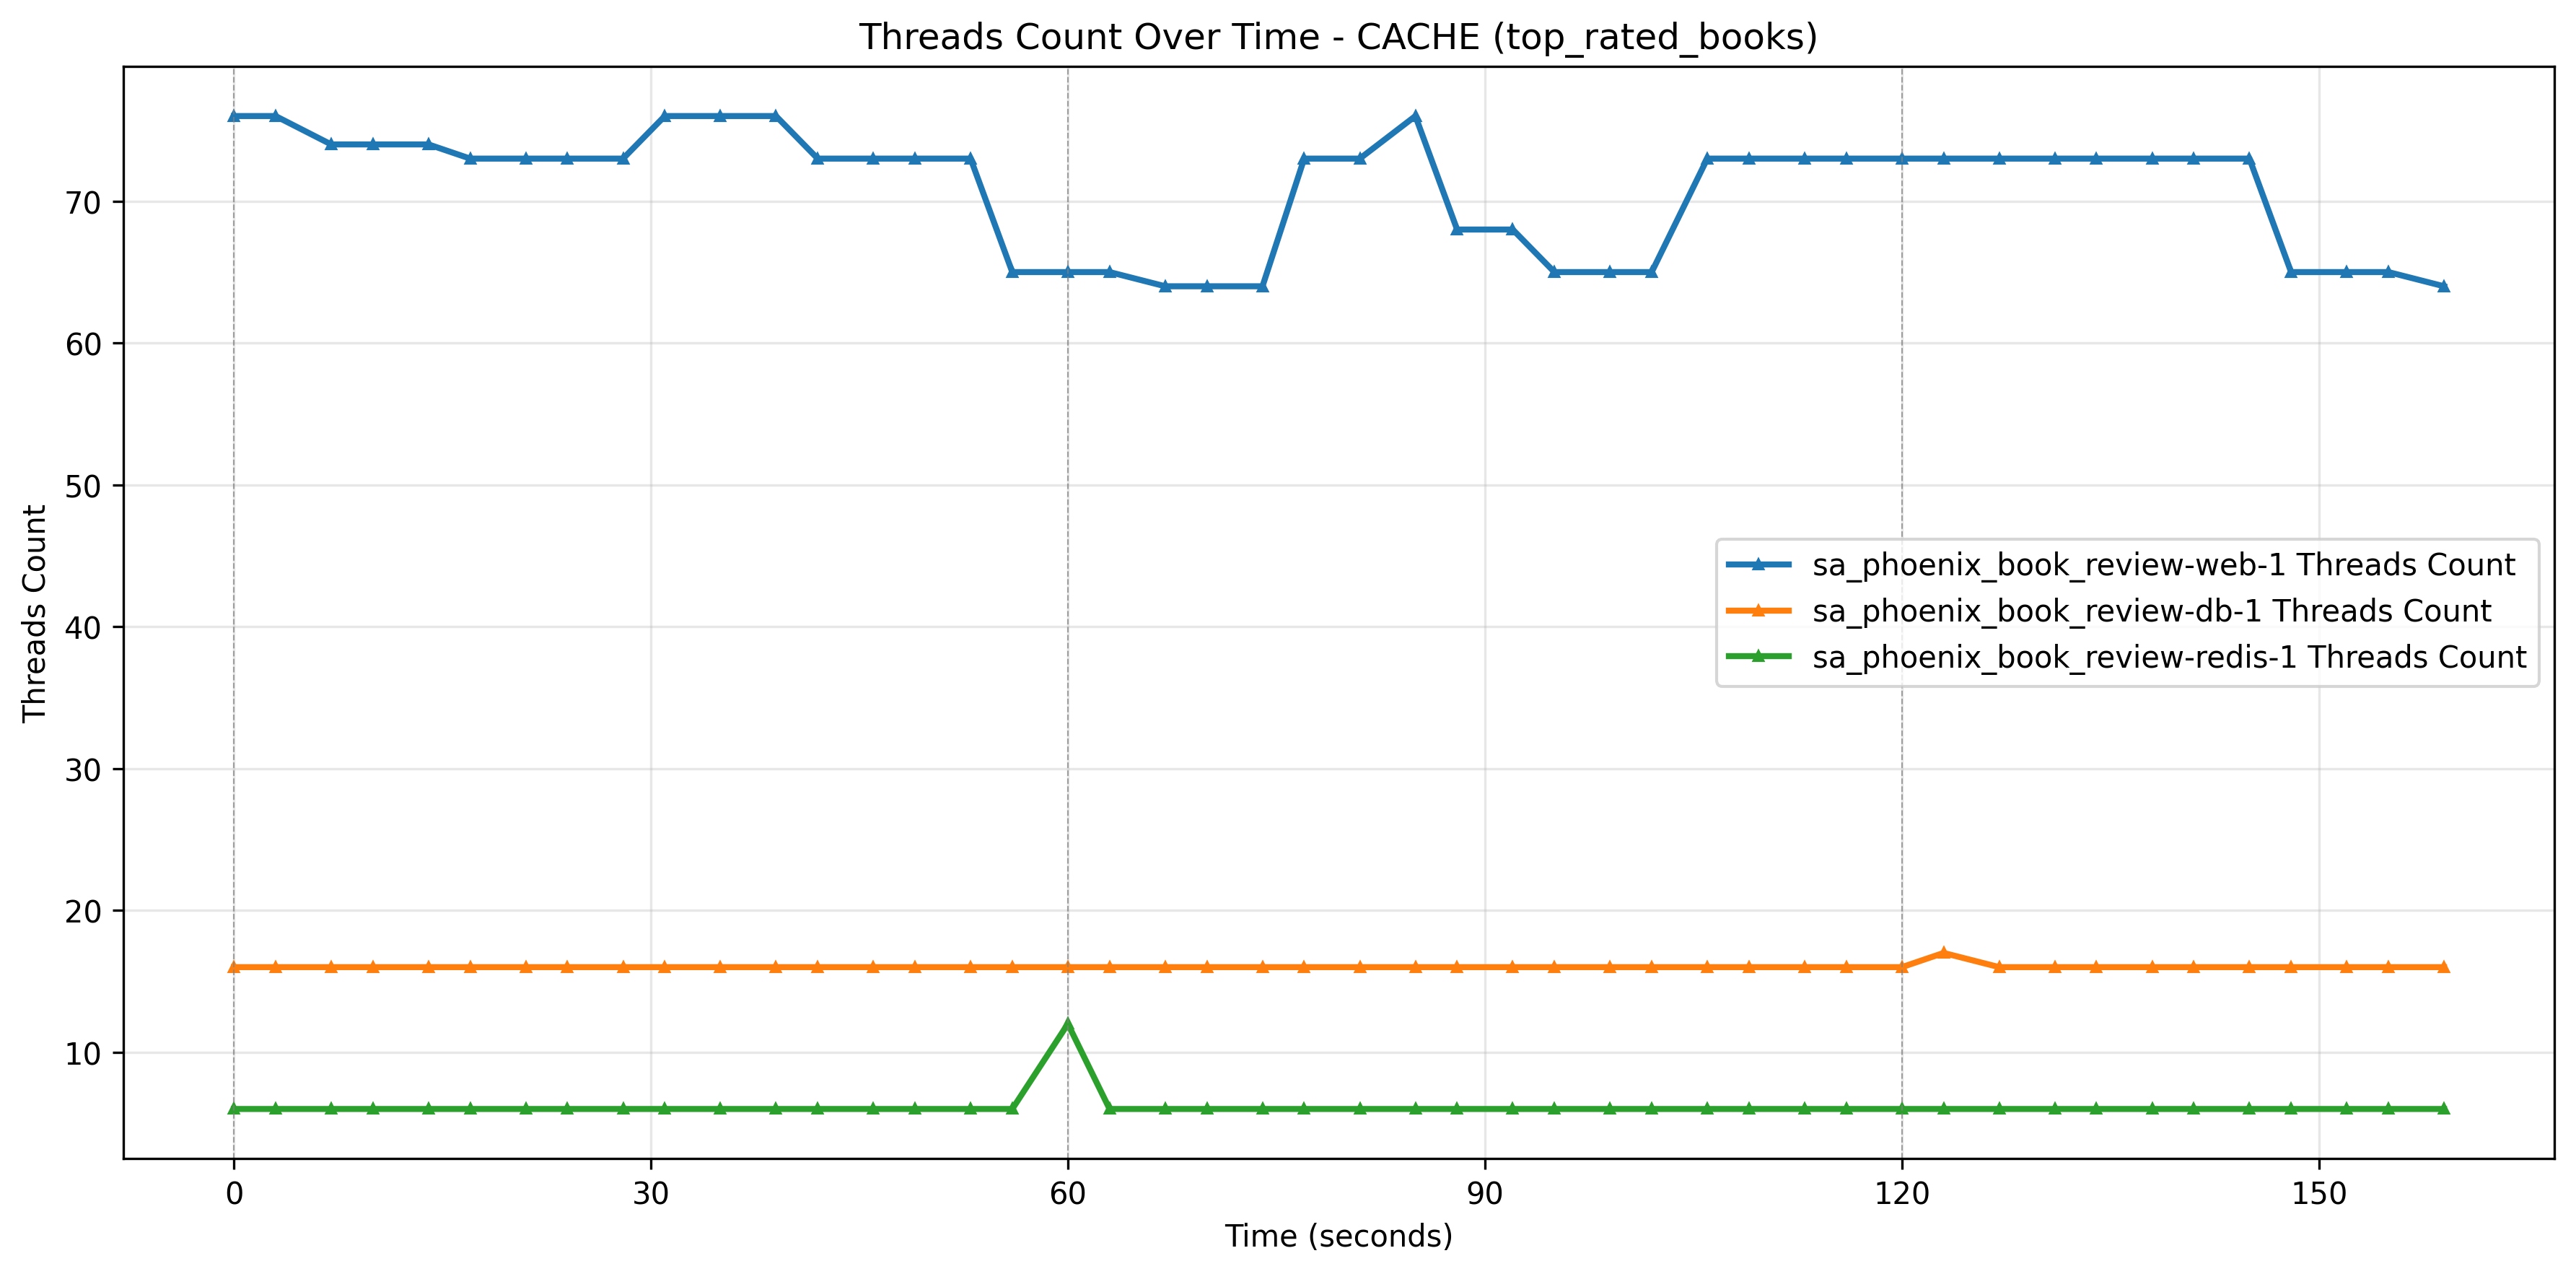 Threads Count Over Time - CACHE (top_rated_books)
Threads Count
70
60
50
40
30
20
10
sa_phoenix_book_review-web-1 Threads Count
sa_phoenix_book_review-db-1 Threads Count
sa_phoenix_book_review-redis-1 Threads Count
0 30 60 90 120 150
Time (seconds)